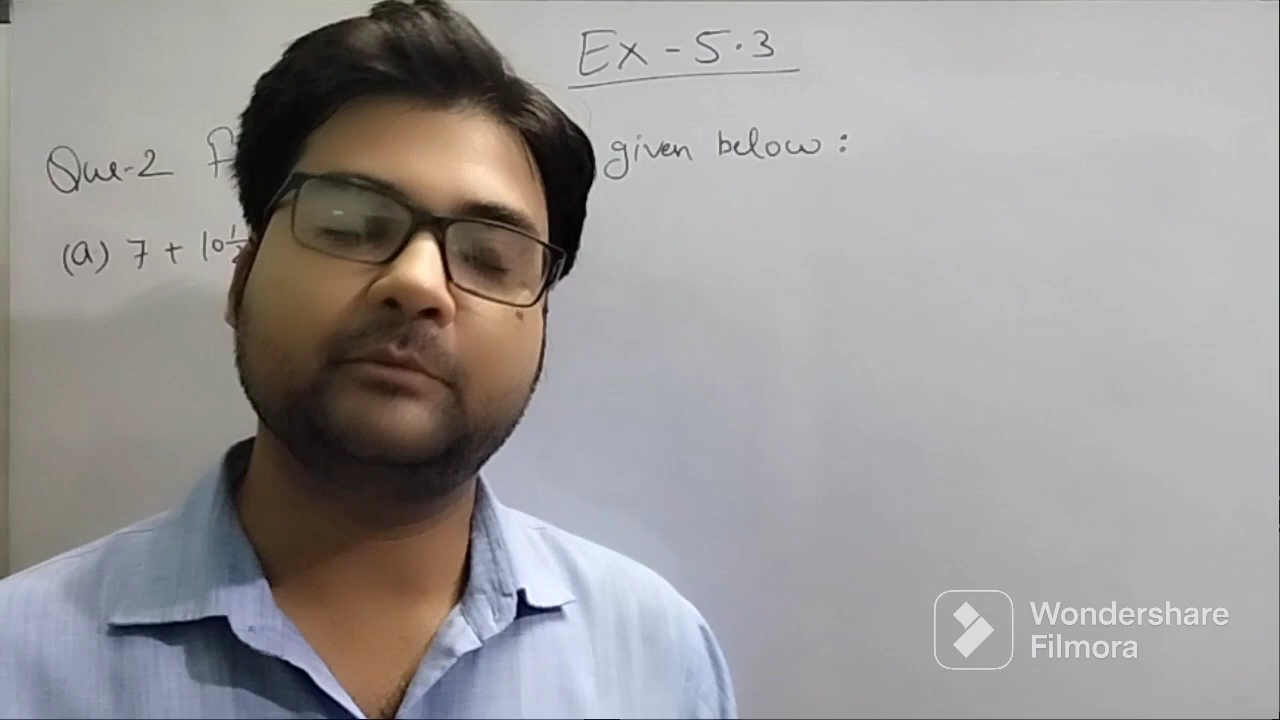 Ex - 5.3
Que-2 given below :
(a) 7 + 10
Wondershare
Filmora